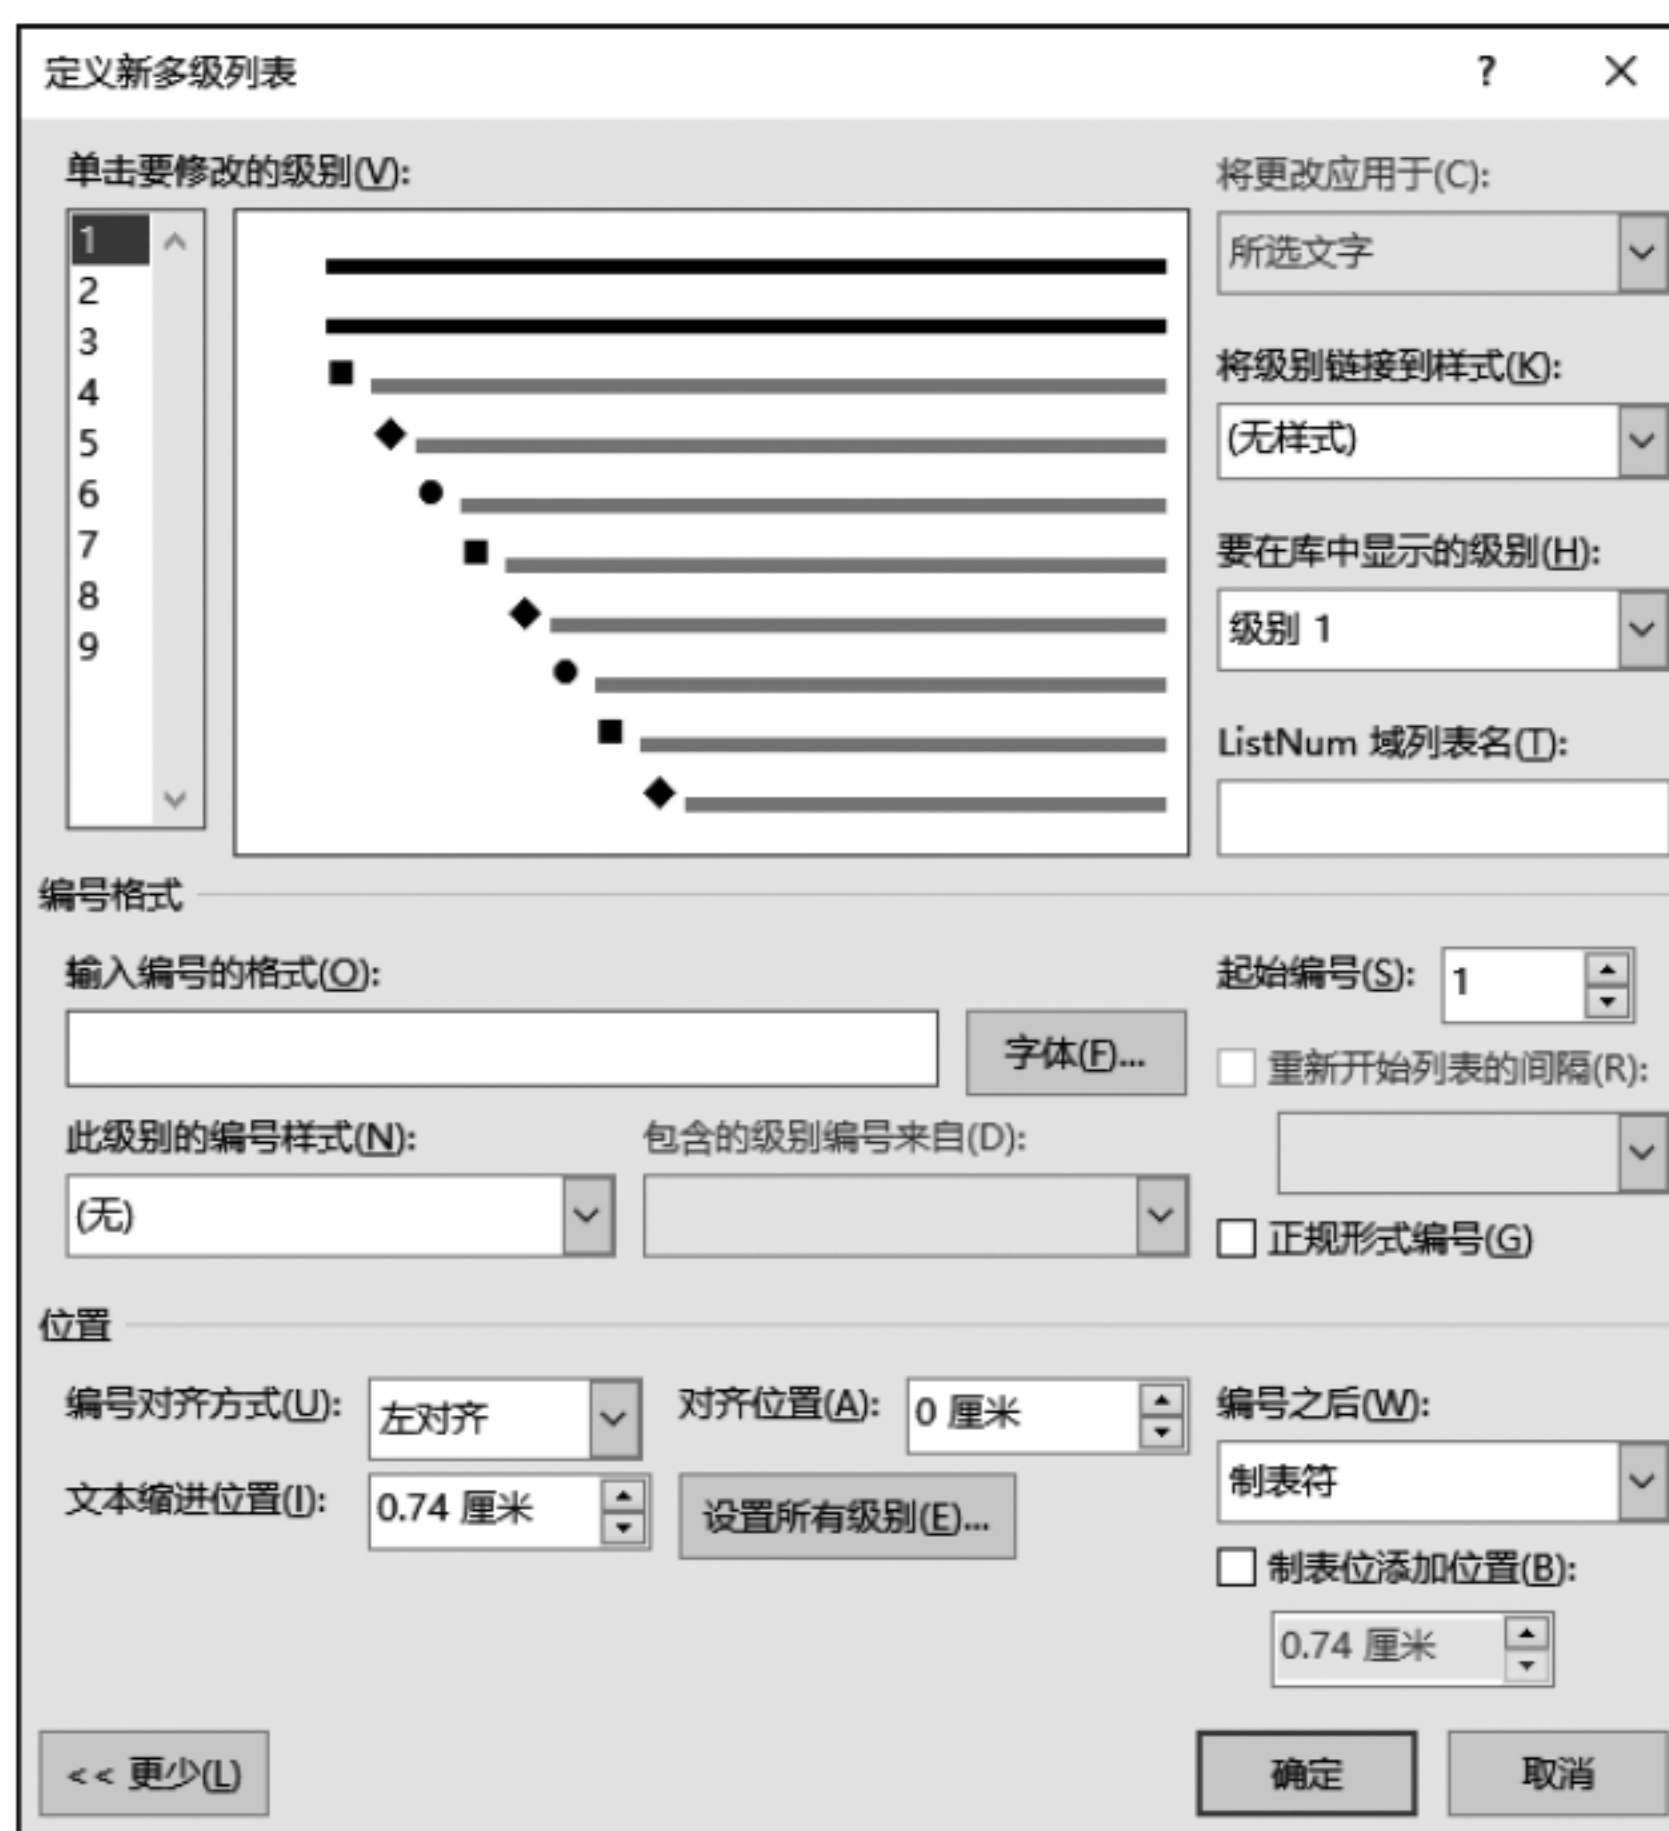 定义新多级列表 ? ×
单击要修改的级别(V):
1
2
3
4
5
6
7
8
9
将更改应用于(C):
所选文字
将级别链接到样式(K):
(无样式)
要在库中显示的级别(H):
级别 1
ListNum 域列表名(T):
编号格式
输入编号的格式(O):
字体(F)...
起始编号(S): 1
重新开始列表的间隔(R):
此级别的编号样式(N):
包含的级别编号来自(D):
(无)
正规形式编号(G)
位置
编号对齐方式(U): 左对齐
对齐位置(A): 0 厘米
编号之后(W):
制表符
文本缩进位置(I): 0.74 厘米
设置所有级别(E)...
制表位添加位置(B):
0.74 厘米
<< 更少(L)
确定
取消